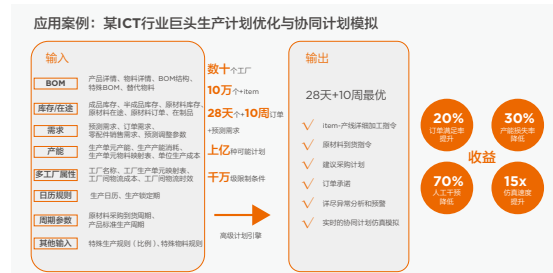 应用案例：某ICT行业巨头生产计划优化与协同计划模拟
输入
BOM
产品详情、物料详情、BOM结构、
特殊BOM、替代物料
库存/在途
成品库存、半成品库存、原材料库存、
原材料在途、原材料订单、在制品
需求
预测需求、订单需求、
零配件销售需求、预测调整参数
产能
生产单元产能、生产产能消耗、
生产单元物料映射表、单位生产成本
多工厂属性
工厂名称、工厂生产单元映射表、
工厂间物流成本、工厂间物流时效
日历规则
生产日历、生产锁定期
周期参数
原材料采购到货周期、
产品标准生产周期
其他输入
特殊生产规则（比例）、特殊物料规则
数十个工厂
10万个+item
28天个+10周订单
+预测需求
上亿种可能计划
千万级限制条件
高级计划引擎
输出
28天+10周最优
item-产线详细加工指令
原材料到货指令
建议采购计划
订单承诺
详尽异常分析和预警
实时的协同计划仿真模拟
20%
订单满足率
提升
30%
产能损失率
降低
收益
70%
人工干预
降低
15x
仿真速度
提升